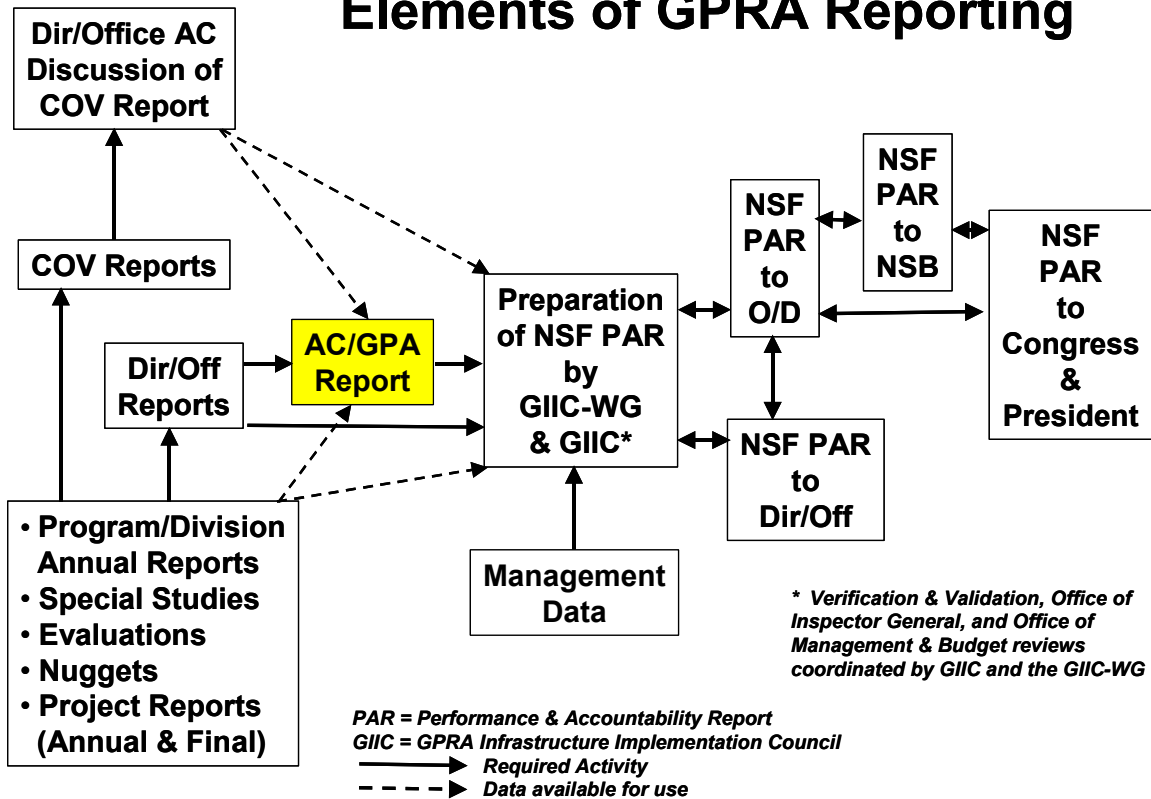 Elements of GPRA Reporting
Dir/Office AC
Discussion of
COV Report
COV Reports
Dir/Off
Reports
AC/GPA
Report
• Program/Division
Annual Reports
• Special Studies
• Evaluations
• Nuggets
• Project Reports
(Annual & Final)
Preparation
of NSF PAR
by
GIIC-WG
& GIIC*
Management
Data
NSF
PAR
to
O/D
NSF
PAR
to
NSB
NSF
PAR
to
Congress
&
President
NSF PAR
to
Dir/Off
* Verification & Validation, Office of
Inspector General, and Office of
Management & Budget reviews
coordinated by GIIC and the GIIC-WG
PAR = Performance & Accountability Report
GIIC = GPRA Infrastructure Implementation Council
Required Activity
Data available for use